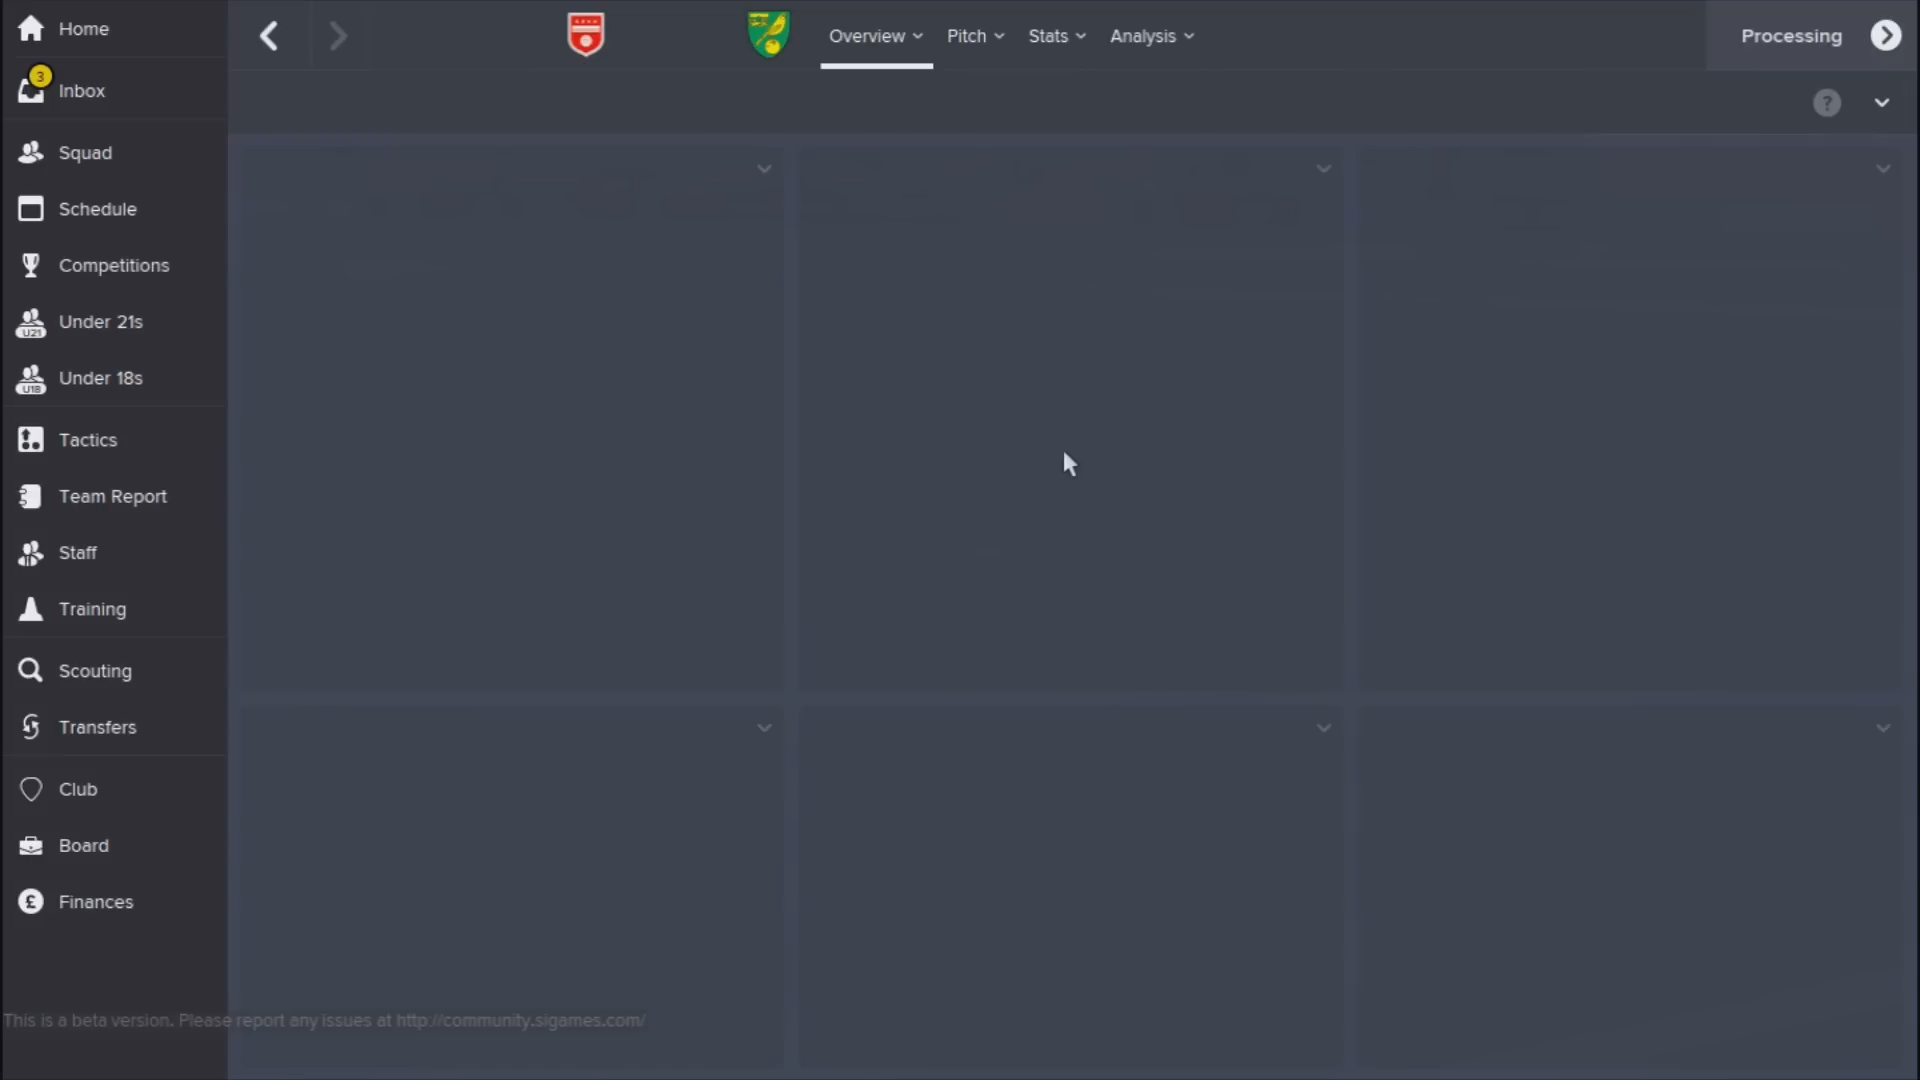 Home
Overview
Pitch
Stats
Analysis
Processing
3
Inbox
?
Squad
Schedule
Competitions
Under 21s
U21
Under 18s
U18
Tactics
Team Report
Staff
Training
Scouting
Transfers
Club
Board
£
Finances
This is a beta version. Please report any issues at http://community.sigames.com/